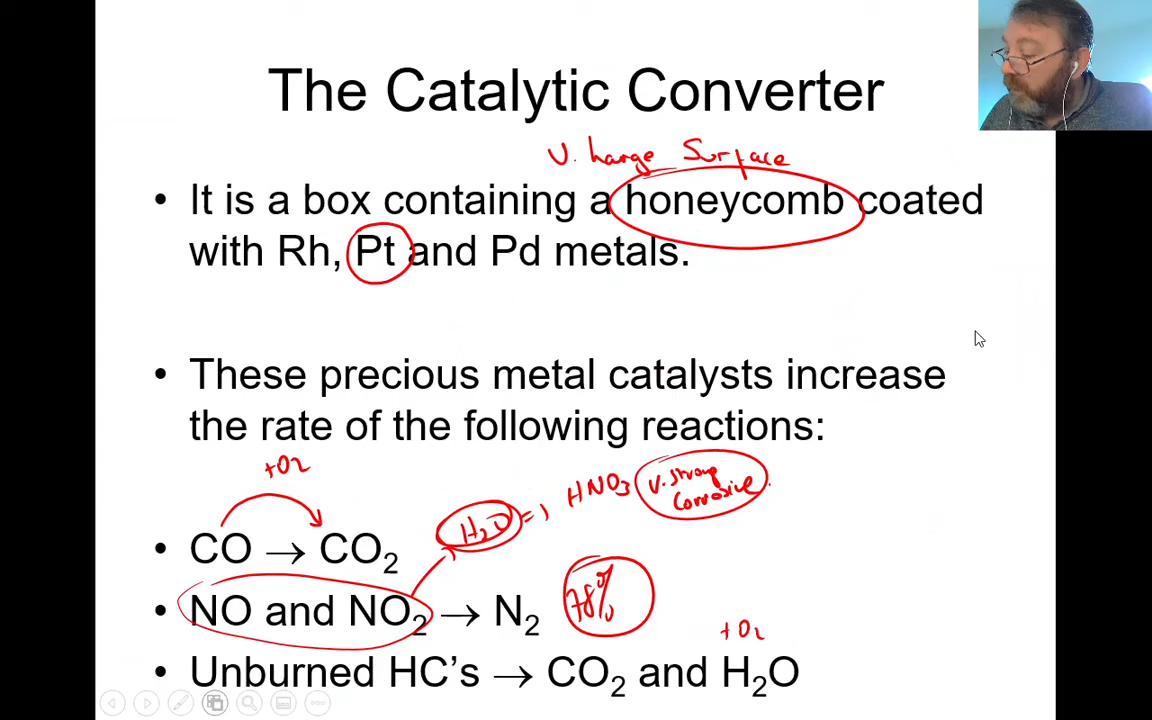 The Catalytic Converter
V. Large Surface
• It is a box containing a honeycomb coated
with Rh, Pt and Pd metals.
• These precious metal catalysts increase
the rate of the following reactions:
+O2
H2O => HNO3 V. strong
Corrosive
• CO → CO₂
• NO and NO₂ → N₂ 78%
+O2
• Unburned HC's → CO₂ and H₂O